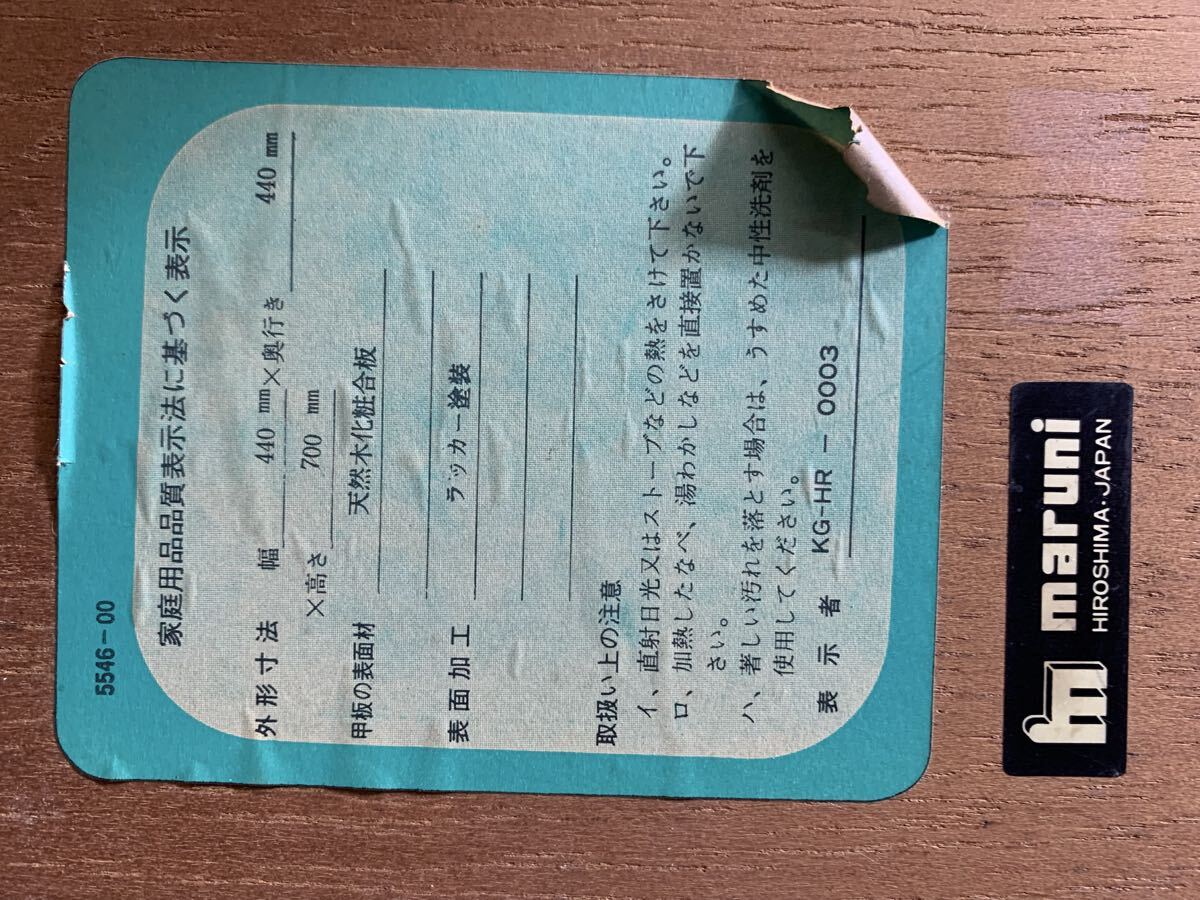 5546-00
家庭用品品質表示法に基づく表示
外形寸法 幅 440 mm×奥行き 440 mm
×高さ 700 mm
甲板の表面材 天然木化粧合板
表面加工 ラッカー塗装
取扱い上の注意
イ、直射日光又はストーブなどの熱をさけて下さい。
ロ、加熱したなべ、湯わかしなどを直接置かないで下
さい。
ハ、著しい汚れを落とす場合は、うすめた中性洗剤を
使用してください。
表示者 KG-HR-0003
maruni
HIROSHIMA・JAPAN